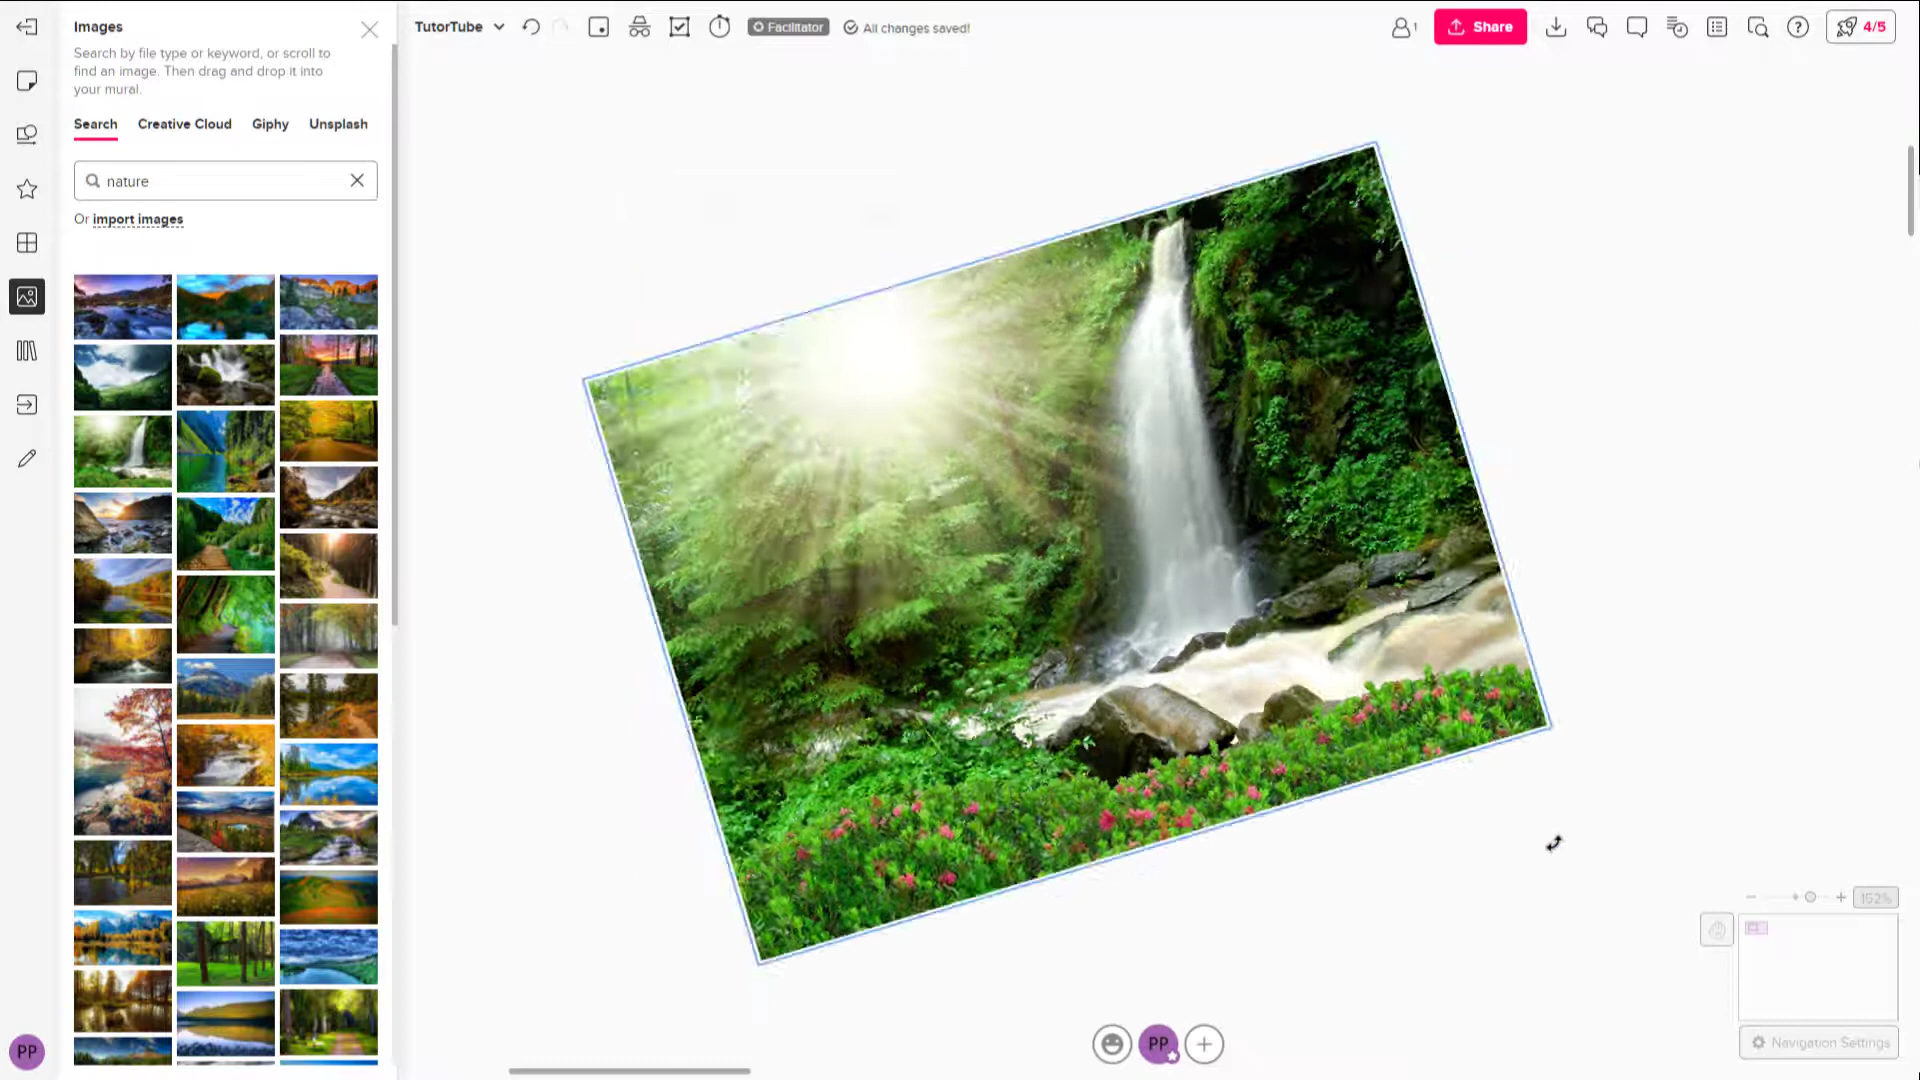 Images
Search by file type or keyword, or scroll to
find an image. Then drag and drop it into
your mural.
Search Creative Cloud Giphy Unsplash
nature
Or import images
TutorTube
Facilitator
All changes saved!
1
Share
4/5
152%
Navigation Settings
PP
PP